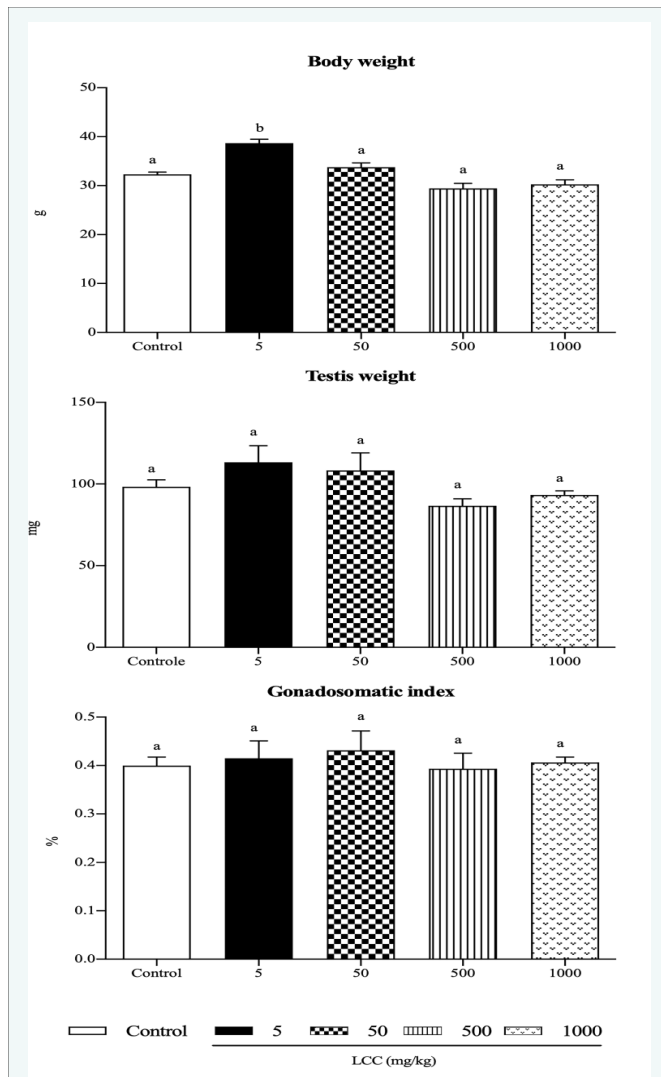 Body weight
50
40
30
20
10
0
g
a
b
a
a
a
Control 5 50 500 1000
Testis weight
150
100
50
0
mg
a
a
a
a
a
Controle 5 50 500 1000
Gonadosomatic index
0.5
0.4
0.3
0.2
0.1
0.0
%
a
a
a
a
a
Control 5 50 500 1000
Control 5 50 500 1000
LCC (mg/kg)